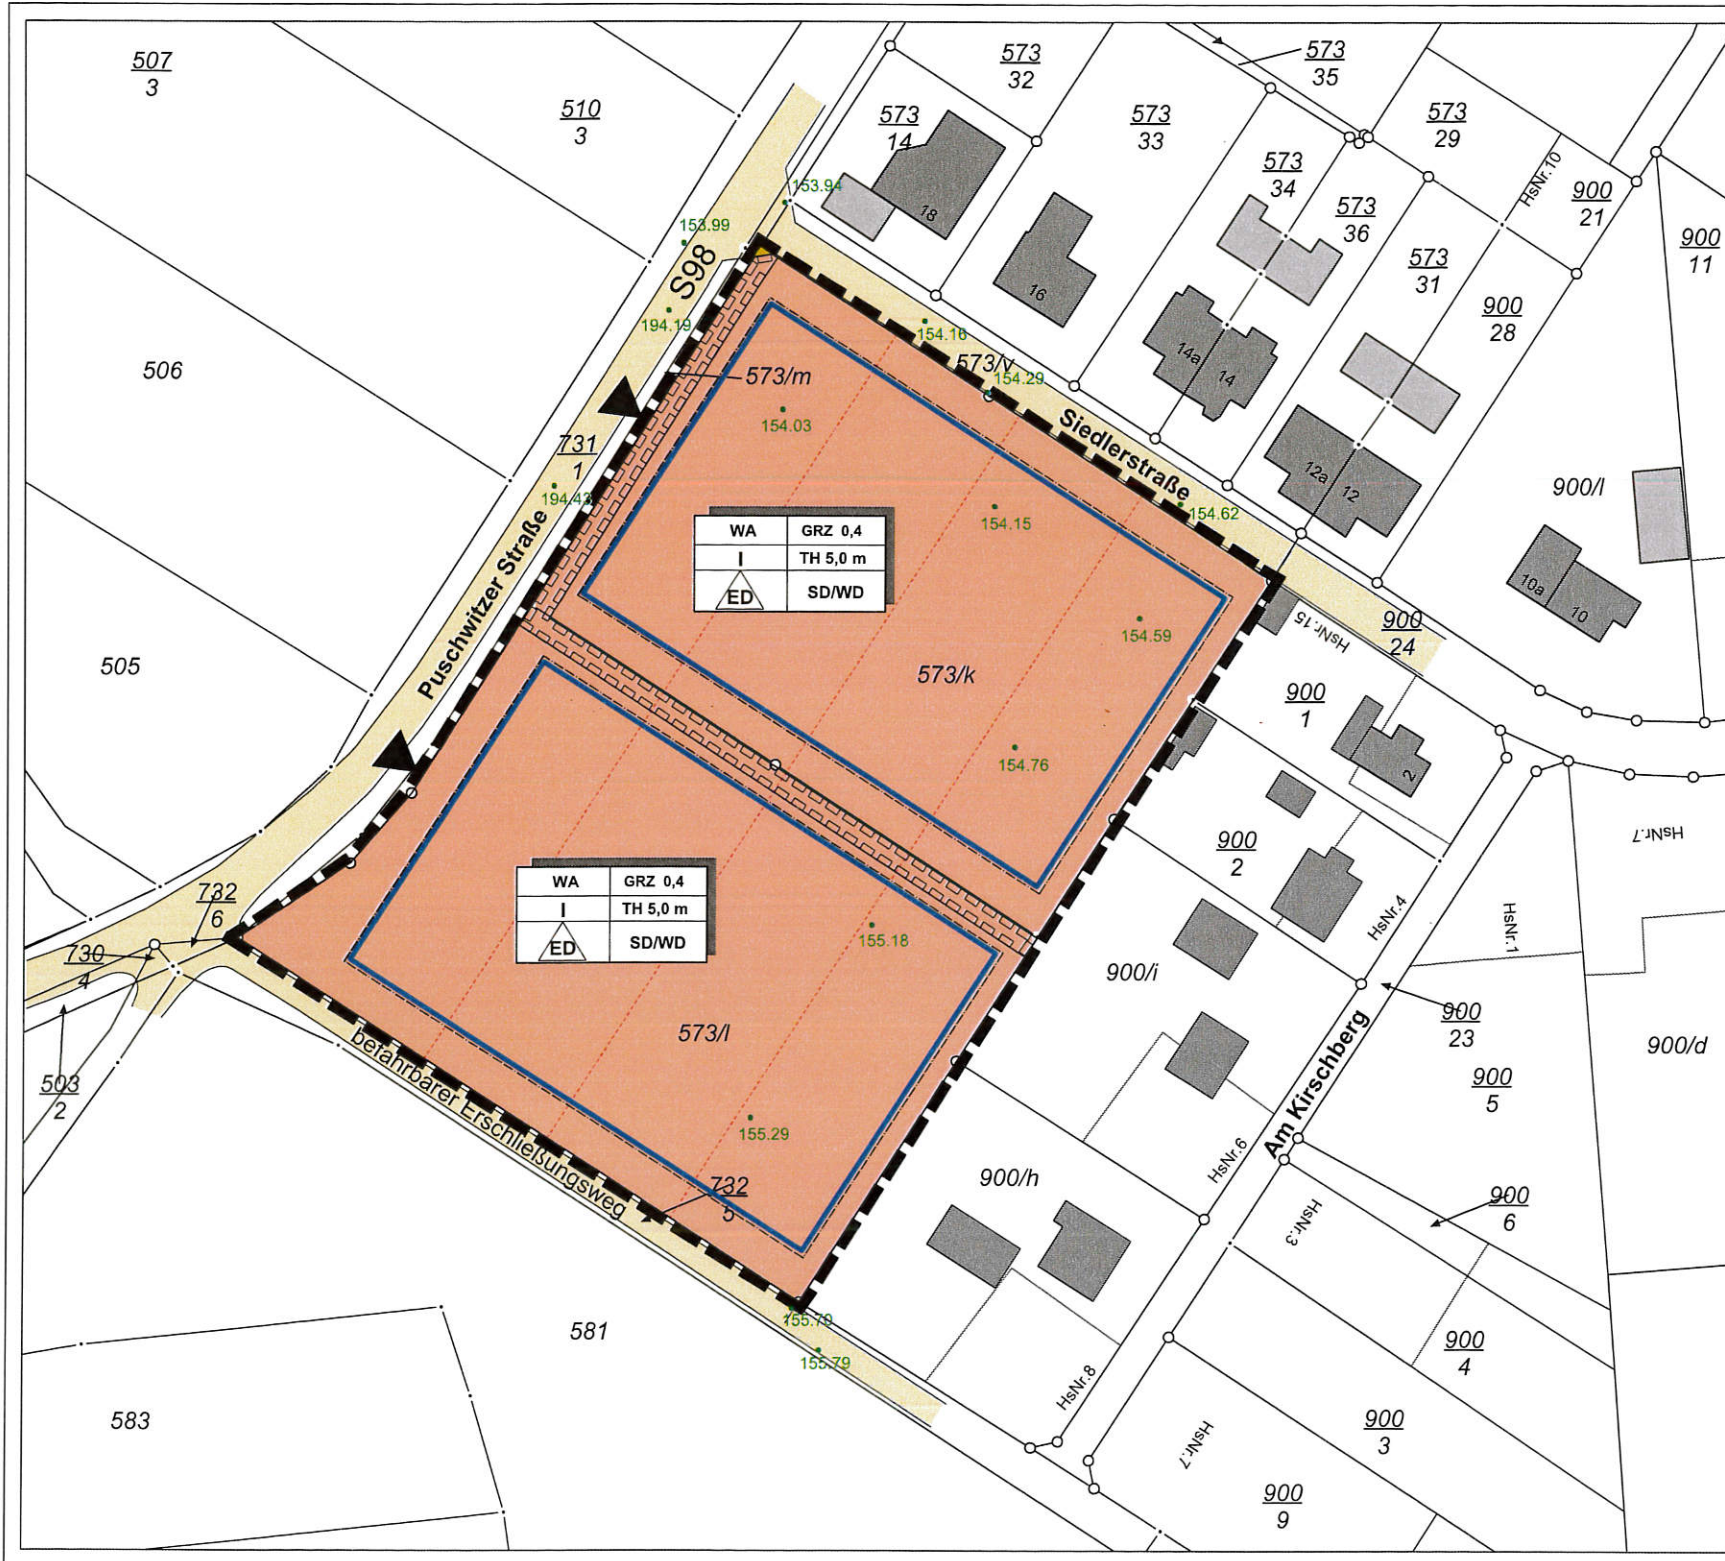 507
3
510
3
573
32
573
35
573
14
573
33
573
29
573
34
573
36
HsNr.10
900
21
900
11
573
31
900
28
153.94
153.99
S98
194.19
18
16
14a
14
12a
12
154.16
573/v
154.29
573/m
154.03
506
731
1
194.43
Siedlerstraße
154.62
900/l
10a
10
WA
GRZ 0,4
I
TH 5,0 m
ED
SD/WD
154.15
154.59
HsNr.15
900
24
Puschwitzer Straße
505
573/k
900
1
154.76
2
HsNr.7
900
2
WA
GRZ 0,4
I
TH 5,0 m
ED
SD/WD
732
6
730
4
155.18
HsNr.4
HsNr.1
900/i
900
23
573/l
befahrbarer Erschließungsweg
503
2
Am Kirschberg
900/d
900
5
155.29
HsNr.6
732
5
900/h
900
6
HsNr.3
155.70
581
155.79
900
4
HsNr.8
583
900
3
HsNr.7
900
9